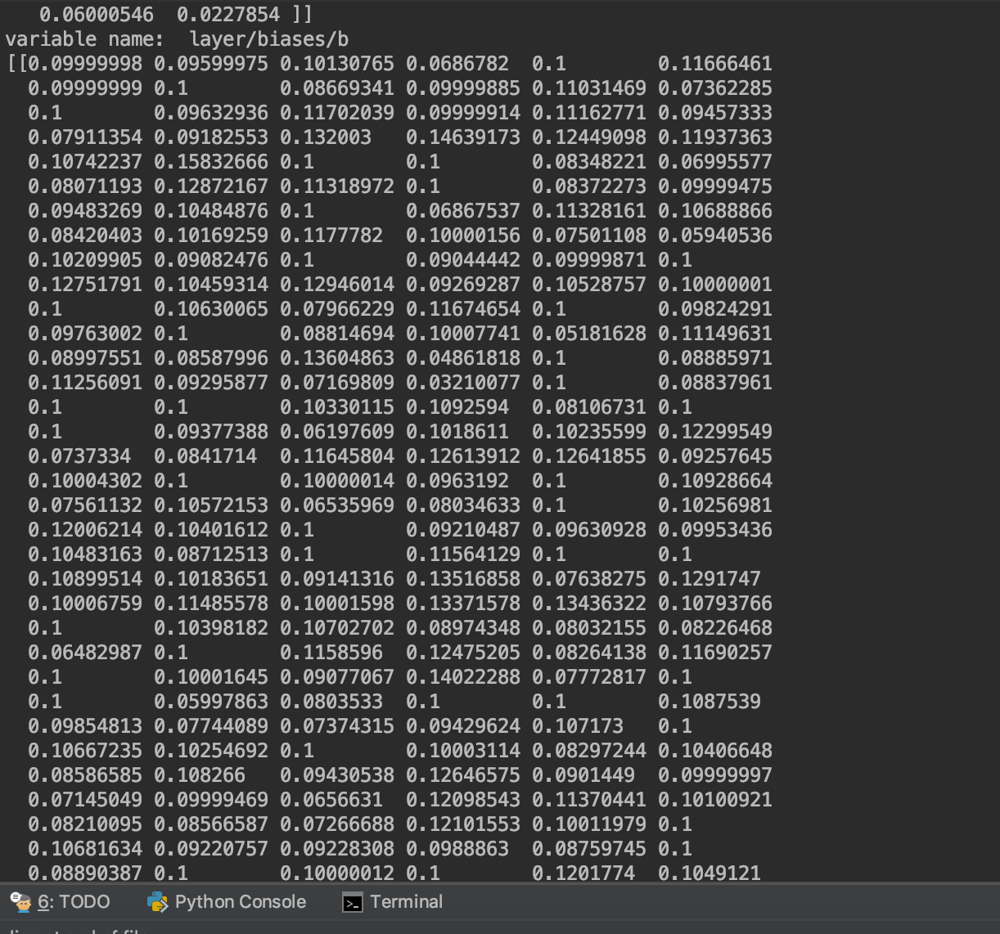 0.06000546 0.0227854 ]]
variable name: layer/biases/b
[[0.09999998 0.09599975 0.10130765 0.0686782 0.1 0.11666461
0.09999999 0.1 0.08669341 0.09999885 0.11031469 0.07362285
0.1 0.09632936 0.11702039 0.09999914 0.11162771 0.09457333
0.07911354 0.09182553 0.132003 0.14639173 0.12449098 0.11937363
0.10742237 0.15832666 0.1 0.1 0.08348221 0.06995577
0.08071193 0.12872167 0.11318972 0.1 0.08372273 0.09999475
0.09483269 0.10484876 0.1 0.06867537 0.11328161 0.10688866
0.08420403 0.10169259 0.1177782 0.10000156 0.07501108 0.05940536
0.10209905 0.09082476 0.1 0.09044442 0.09999871 0.1
0.12751791 0.10459314 0.12946014 0.09269287 0.10528757 0.10000001
0.1 0.10630065 0.07966229 0.11674654 0.1 0.09824291
0.09763002 0.1 0.08814694 0.10007741 0.05181628 0.11149631
0.08997551 0.08587996 0.13604863 0.04861818 0.1 0.08885971
0.11256091 0.09295877 0.07169809 0.03210077 0.1 0.08837961
0.1 0.1 0.10330115 0.1092594 0.08106731 0.1
0.1 0.09377388 0.06197609 0.1018611 0.10235599 0.12299549
0.0737334 0.0841714 0.11645804 0.12613912 0.12641855 0.09257645
0.10004302 0.1 0.10000014 0.0963192 0.1 0.10928664
0.07561132 0.10572153 0.06535969 0.08034633 0.1 0.10256981
0.12006214 0.10401612 0.1 0.09210487 0.09630928 0.09953436
0.10483163 0.08712513 0.1 0.11564129 0.1 0.1
0.10899514 0.10183651 0.09141316 0.13516858 0.07638275 0.1291747
0.10006759 0.11485578 0.10001598 0.13371578 0.13436322 0.10793766
0.1 0.10398182 0.10702702 0.08974348 0.08032155 0.08226468
0.06482987 0.1 0.1158596 0.12475205 0.08264138 0.11690257
0.1 0.10001645 0.09077067 0.14022288 0.07772817 0.1
0.1 0.05997863 0.0803533 0.1 0.1 0.1087539
0.09854813 0.07744089 0.07374315 0.09429624 0.107173 0.1
0.10667235 0.10254692 0.1 0.10003114 0.08297244 0.10406648
0.08586585 0.108266 0.09430538 0.12646575 0.0901449 0.09999997
0.07145049 0.09999469 0.0656631 0.12098543 0.11370441 0.10100921
0.08210095 0.08566587 0.07266688 0.12101553 0.10011979 0.1
0.10681634 0.09220757 0.09228308 0.0988863 0.08759745 0.1
0.08890387 0.1 0.10000012 0.1 0.1201774 0.1049121
6: TODO Python Console Terminal